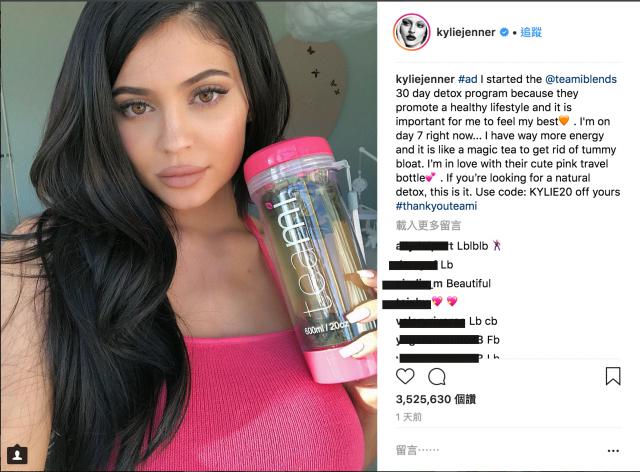 kyliejenner • 追蹤
kyliejenner #ad I started the @teamiblends
30 day detox program because they
promote a healthy lifestyle and it is
important for me to feel my best🧡 . I'm on
day 7 right now... I have way more energy
and it is like a magic tea to get rid of tummy
bloat. I'm in love with their cute pink travel
bottle💕 . If you're looking for a natural
detox, this is it. Use code: KYLIE20 off yours
#thankyouteami
載入更多留言
Lblblb
Lb
Beautiful
💖 💖
Lb cb
Fb
Lb
3,525,630 個讚
1 天前
留言⋯⋯
teami
600ml / 20oz